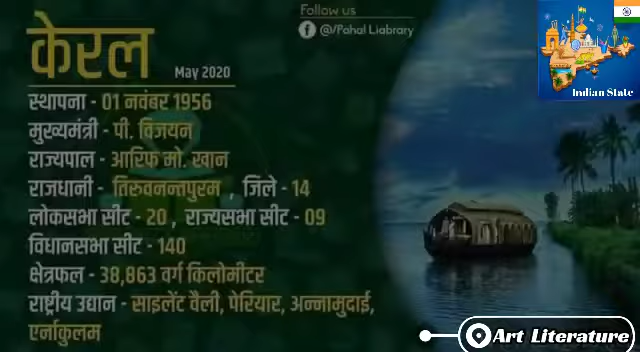 Follow us
@/Pahal Liabrary
Indian State
केरल
May 2020
स्थापना - 01 नवंबर 1956
मुख्यमंत्री - पी. विजयन
राज्यपाल - आरिफ मो. खान
राजधानी - तिरुवनन्तपुरम , जिले - 14
लोकसभा सीट - 20 , राज्यसभा सीट - 09
विधानसभा सीट - 140
क्षेत्रफल - 38,863 वर्ग किलोमीटर
राष्ट्रीय उद्यान - साइलेंट वैली, पेरियार, अन्नामुदाई,
एर्नाकुलम
Art Literature